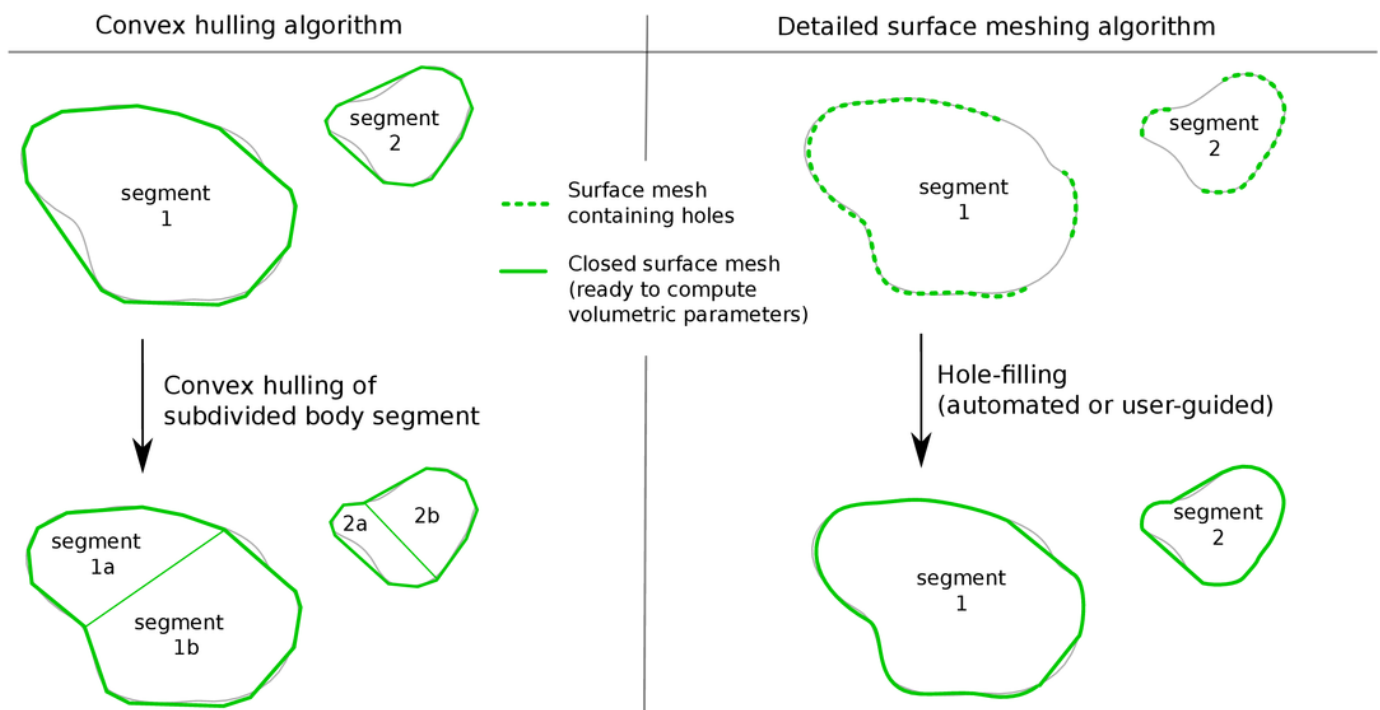 Convex hulling algorithm
Detailed surface meshing algorithm
segment
1
segment
2
Surface mesh
containing holes
Closed surface mesh
(ready to compute
volumetric parameters)
segment
1
segment
2
Convex hulling of
subdivided body segment
Hole-filling
(automated or user-guided)
segment
1a
segment
1b
2a
2b
segment
1
segment
2